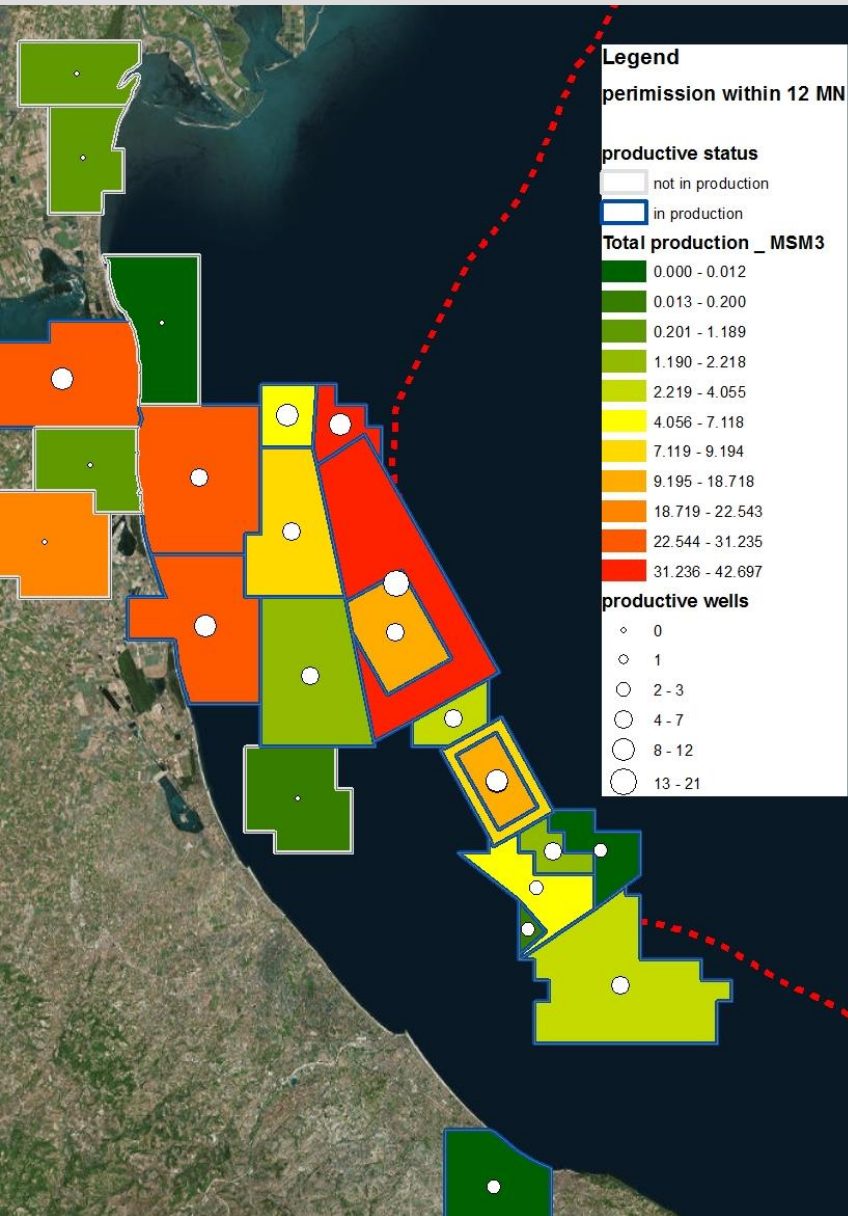 Legend
perimission within 12 MN
productive status
not in production
in production
Total production _ MSM3
0.000 - 0.012
0.013 - 0.200
0.201 - 1.189
1.190 - 2.218
2.219 - 4.055
4.056 - 7.118
7.119 - 9.194
9.195 - 18.718
18.719 - 22.543
22.544 - 31.235
31.236 - 42.697
productive wells
0
1
2 - 3
4 - 7
8 - 12
13 - 21